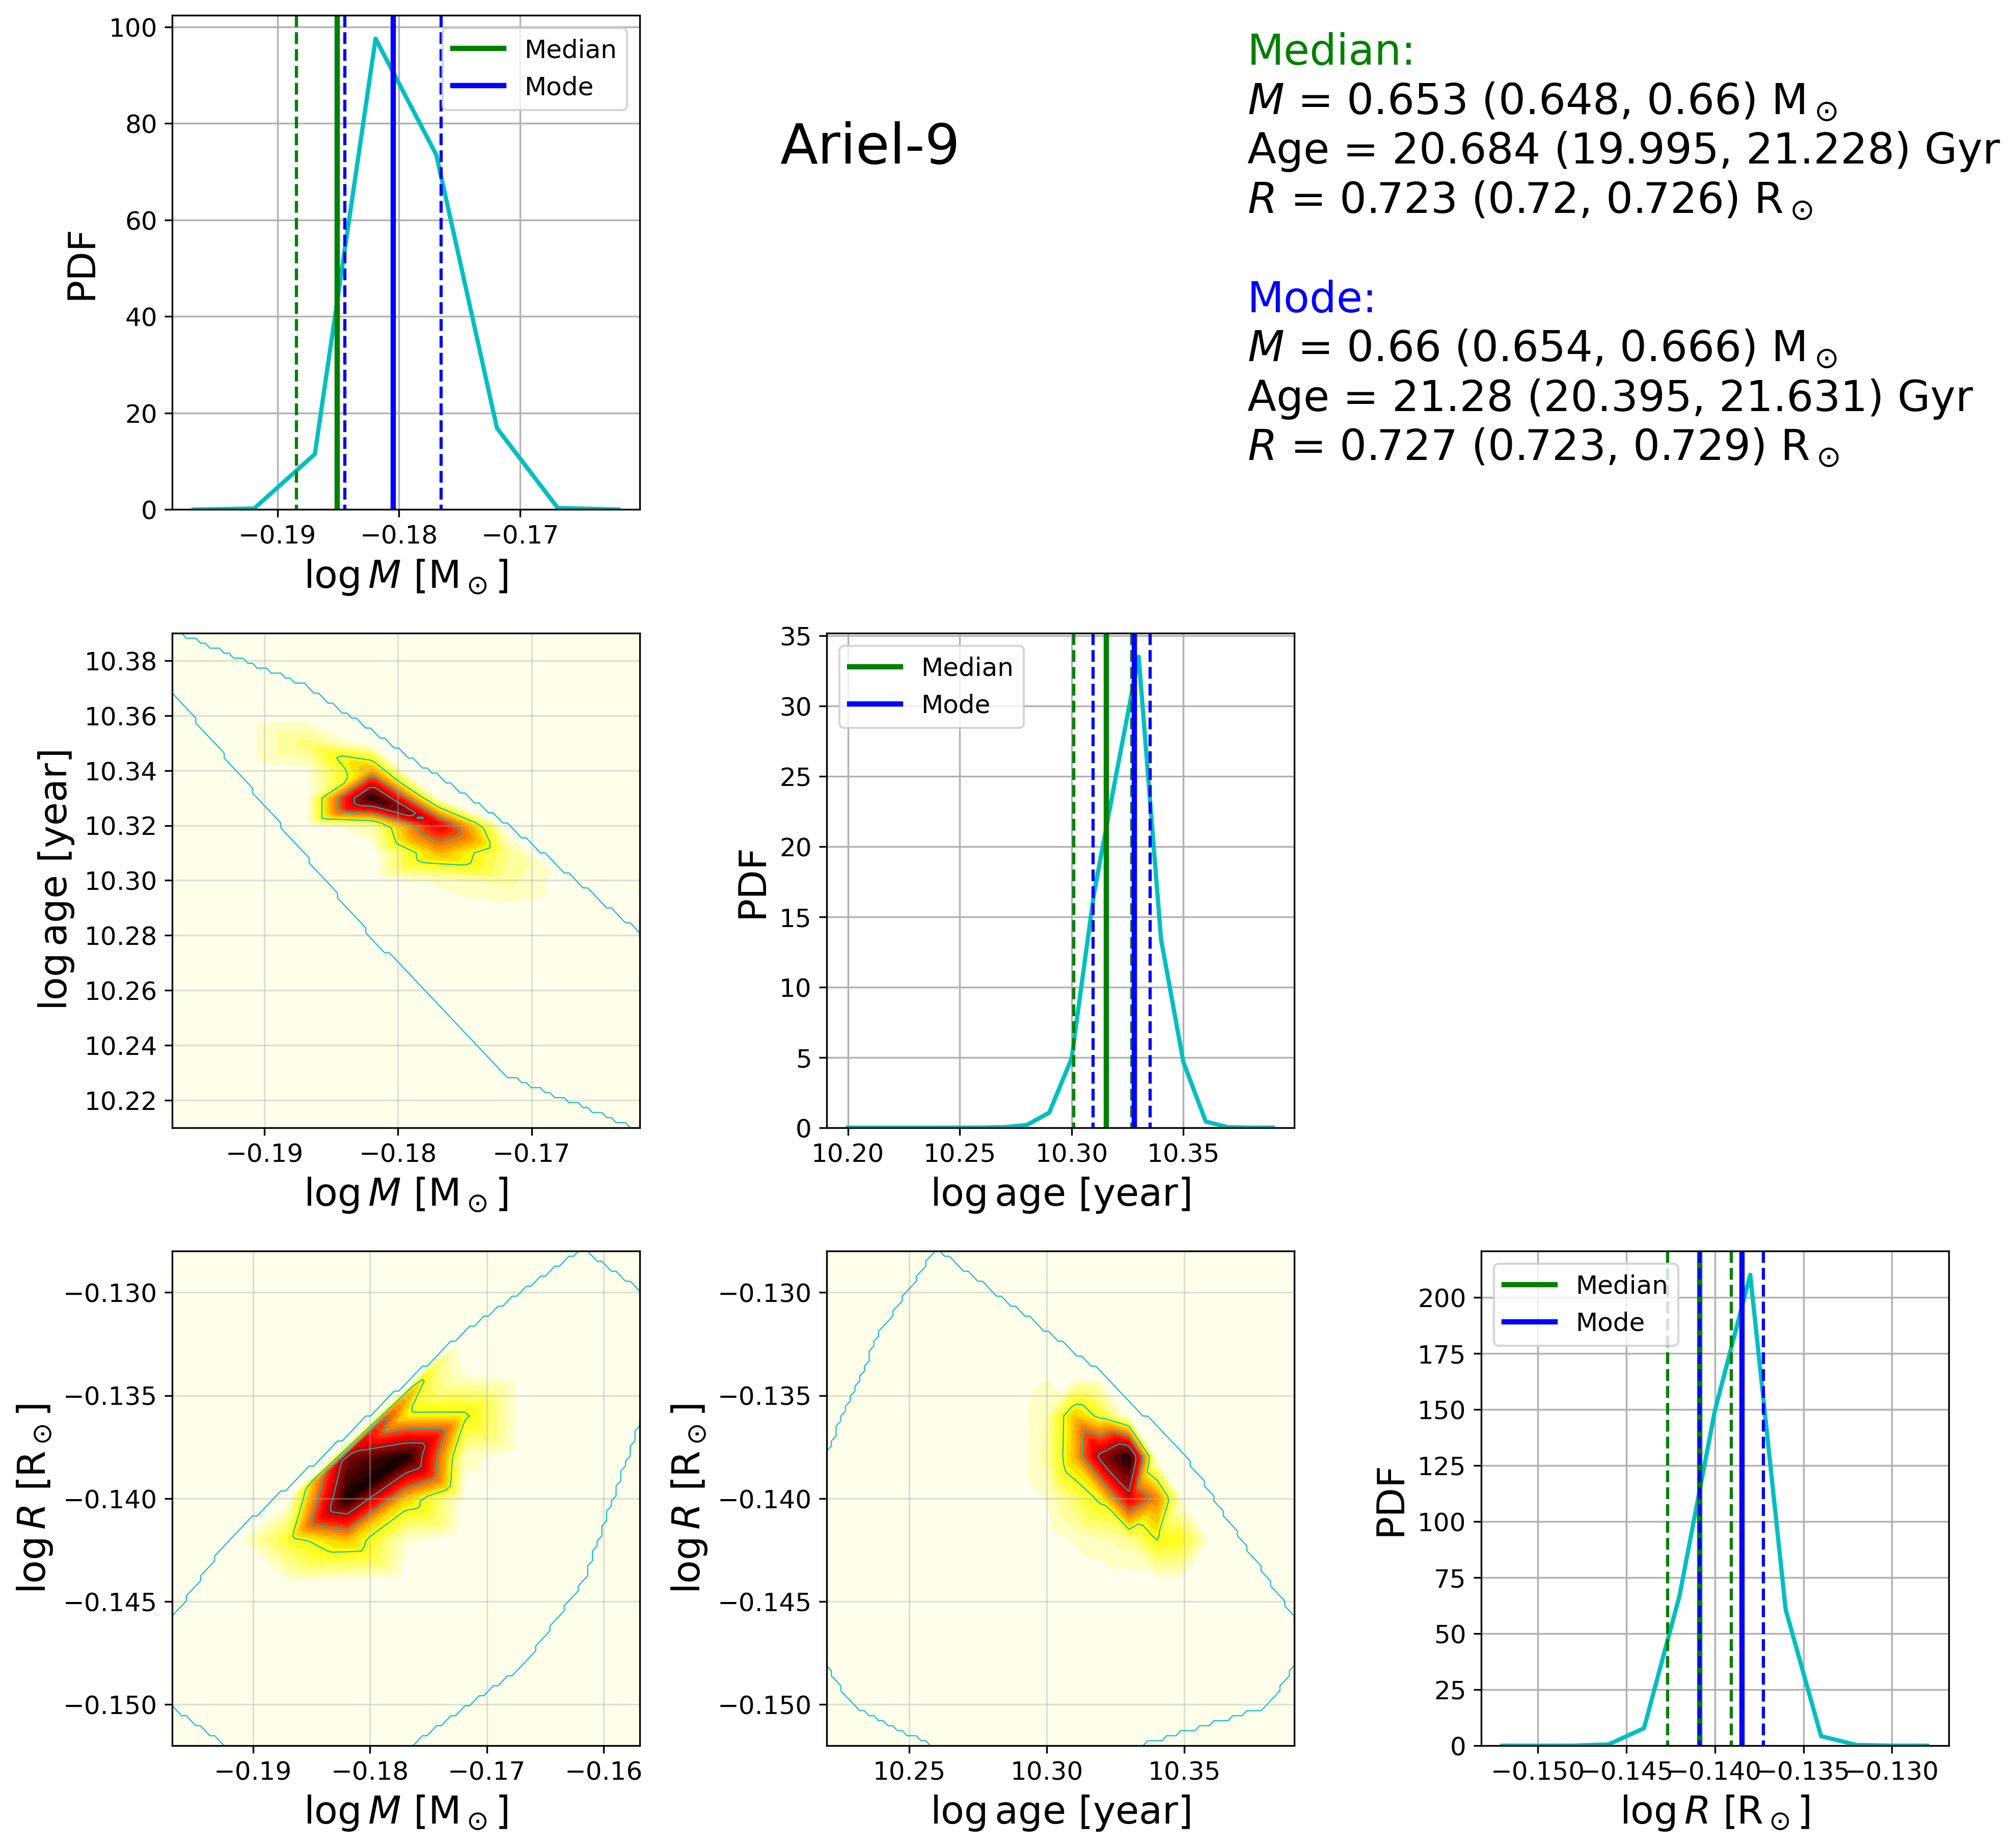 100
80
60
40
20
0
PDF
Median
Mode
−0.19
−0.18
−0.17
log M [M⊙]
Ariel-9
Median:
M = 0.653 (0.648, 0.66) M⊙
Age = 20.684 (19.995, 21.228) Gyr
R = 0.723 (0.72, 0.726) R⊙
Mode:
M = 0.66 (0.654, 0.666) M⊙
Age = 21.28 (20.395, 21.631) Gyr
R = 0.727 (0.723, 0.729) R⊙
10.38
10.36
10.34
10.32
10.30
10.28
10.26
10.24
10.22
log age [year]
−0.19
−0.18
−0.17
log M [M⊙]
35
30
25
20
15
10
5
0
PDF
Median
Mode
10.20
10.25
10.30
10.35
log age [year]
−0.130
−0.135
−0.140
−0.145
−0.150
log R [R⊙]
−0.19
−0.18
−0.17
−0.16
log M [M⊙]
−0.130
−0.135
−0.140
−0.145
−0.150
log R [R⊙]
10.25
10.30
10.35
log age [year]
200
175
150
125
100
75
50
25
0
PDF
Median
Mode
−0.150
−0.145
−0.140
−0.135
−0.130
log R [R⊙]